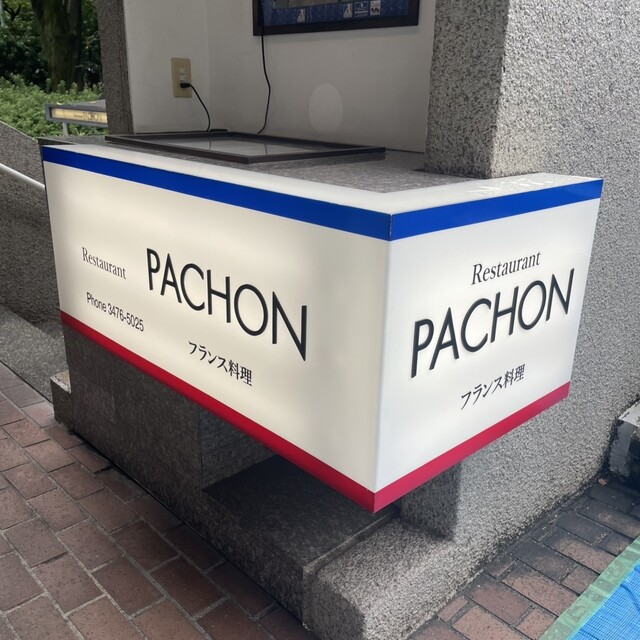 Restaurant PACHON
Phone 3476-5025
フランス料理
Restaurant
PACHON
フランス料理